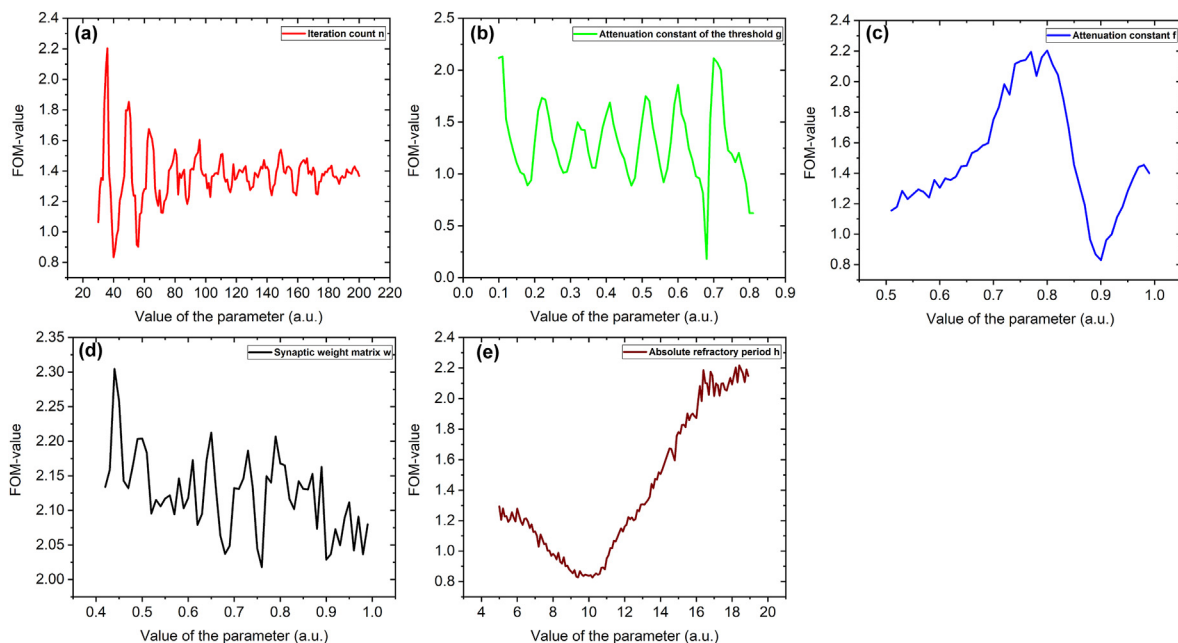 (a)
Iteration count n
FOM-value
2.4
2.2
2.0
1.8
1.6
1.4
1.2
1.0
0.8
20 40 60 80 100 120 140 160 180 200 220
Value of the parameter (a.u.)
(b)
Attenuation constant of the threshold g
FOM-value
2.5
2.0
1.5
1.0
0.5
0.0
0.0 0.1 0.2 0.3 0.4 0.5 0.6 0.7 0.8 0.9
Value of the parameter (a.u.)
(c)
Attenuation constant f
FOM-value
2.4
2.2
2.0
1.8
1.6
1.4
1.2
1.0
0.8
0.5 0.6 0.7 0.8 0.9 1.0
Value of the parameter (a.u.)
(d)
Synaptic weight matrix w
FOM-value
2.35
2.30
2.25
2.20
2.15
2.10
2.05
2.00
0.4 0.5 0.6 0.7 0.8 0.9 1.0
Value of the parameter (a.u.)
(e)
Absolute refractory period h
FOM-value
2.4
2.2
2.0
1.8
1.6
1.4
1.2
1.0
0.8
4 6 8 10 12 14 16 18 20
Value of the parameter (a.u.)